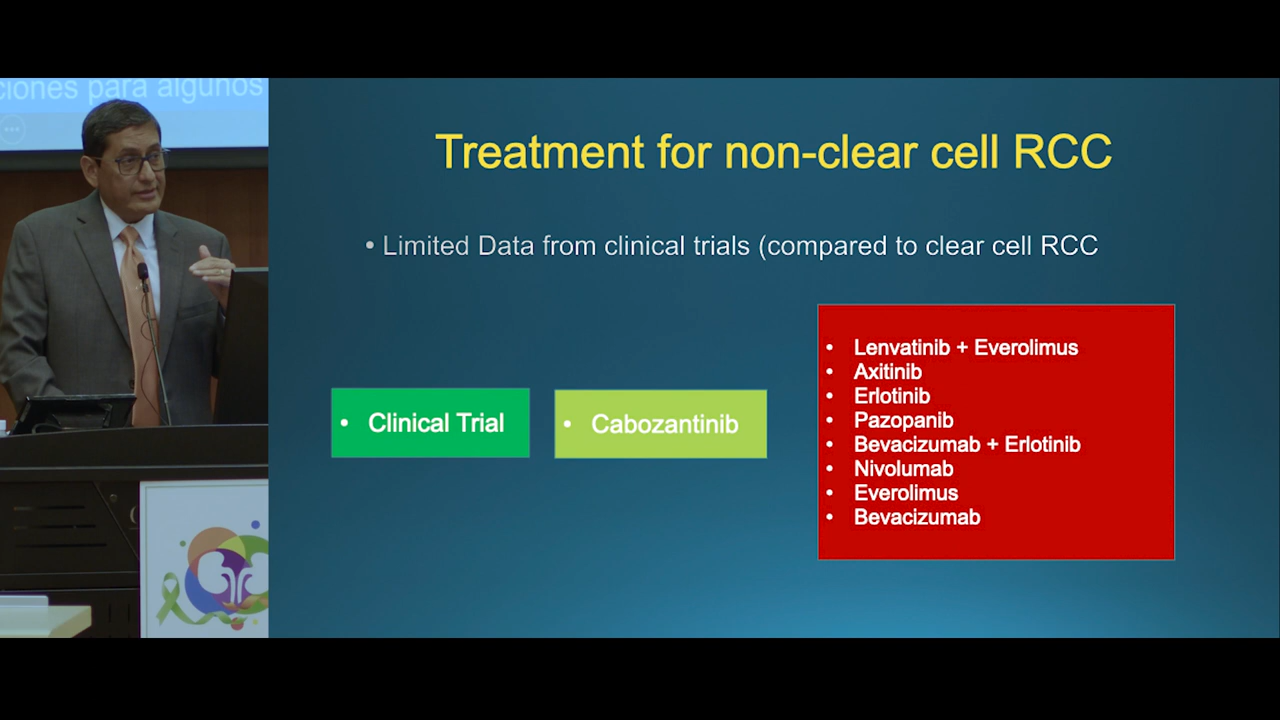 ciones para algunos
Treatment for non-clear cell RCC
• Limited Data from clinical trials (compared to clear cell RCC
• Clinical Trial
• Cabozantinib
• Lenvatinib + Everolimus
• Axitinib
• Erlotinib
• Pazopanib
• Bevacizumab + Erlotinib
• Nivolumab
• Everolimus
• Bevacizumab